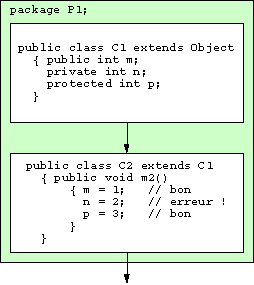 package P1;
public class C1 extends Object
{ public int m;
private int n;
protected int p;
}
public class C2 extends C1
{ public void m2()
{ m = 1; // bon
n = 2; // erreur !
p = 3; // bon
}
}